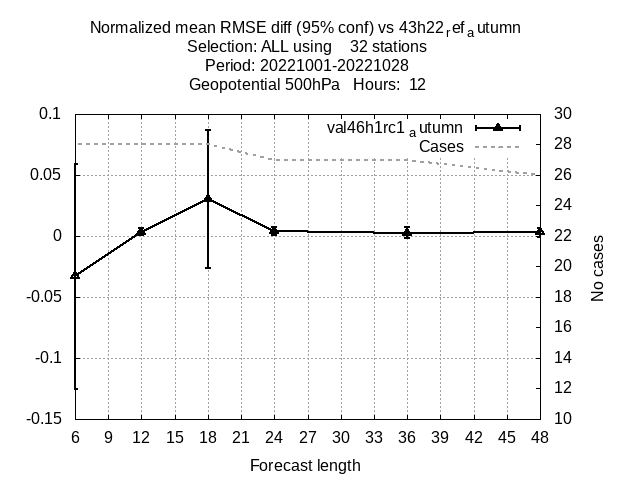 Normalized mean RMSE diff (95% conf) vs 43h22refautumn
Selection: ALL using 32 stations
Period: 20221001-20221028
Geopotential 500hPa Hours: 12
val46h1rc1autumn
Cases
0.1
0.05
0
-0.05
-0.1
-0.15
30
28
26
24
22
20
18
16
14
12
10
No cases
6 9 12 15 18 21 24 27 30 33 36 39 42 45 48
Forecast length